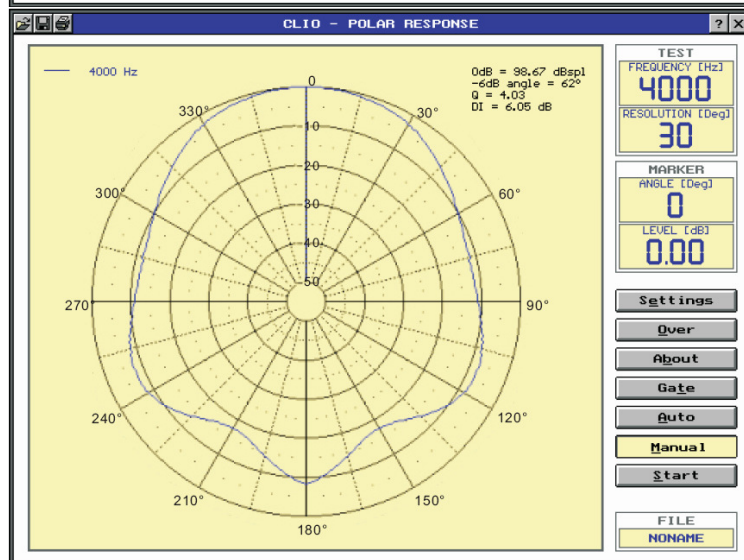 CLIO - POLAR RESPONSE
? X
4000 Hz
0dB = 98.67 dBspl
-6dB angle = 62°
Q = 4.03
DI = 6.05 dB
0
330°
30°
10
20
300°
60°
30
40
50
270°
90°
240°
120°
210°
150°
180°
TEST
FREQUENCY [Hz]
4000
RESOLUTION [Deg]
30
MARKER
ANGLE [Deg]
0
LEVEL [dB]
0.00
Settings
Over
About
Gate
Auto
Manual
Start
FILE
NONAME